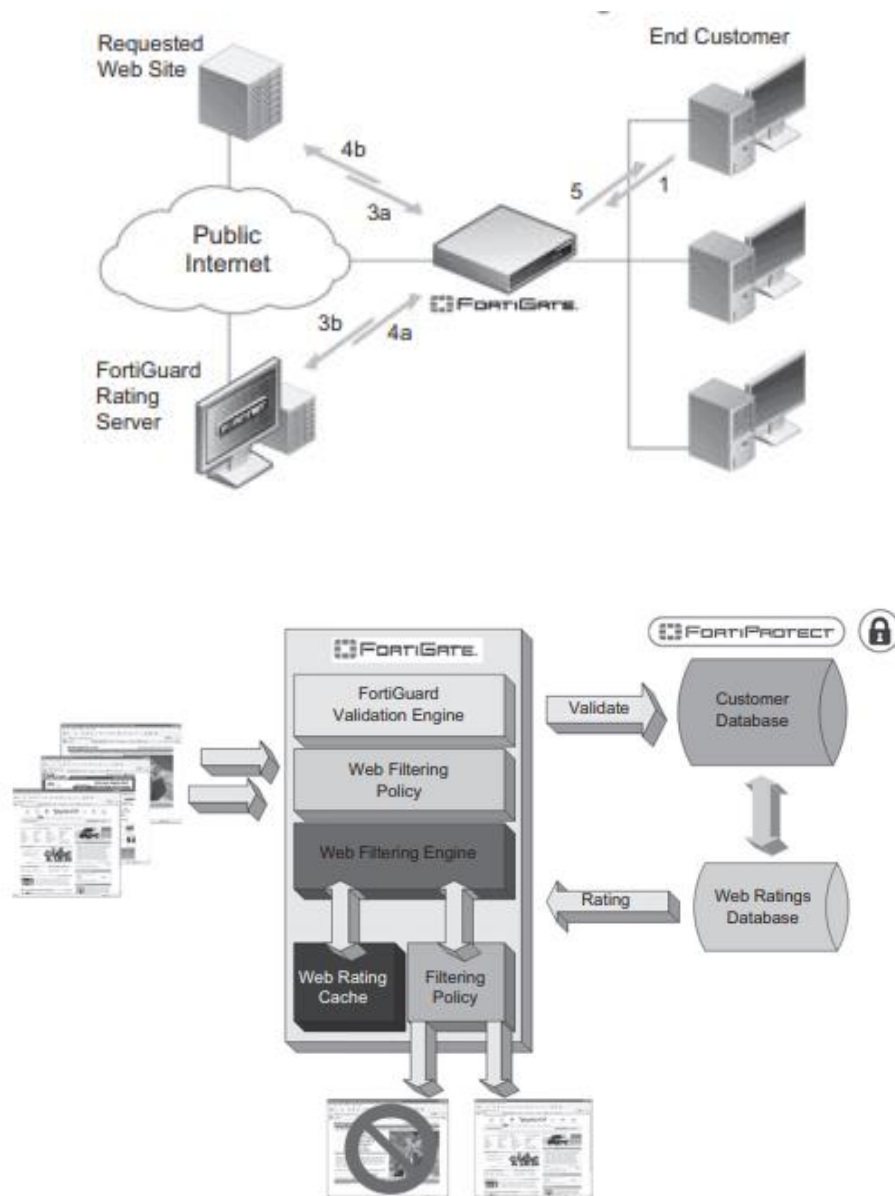 Requested
Web Site
End Customer
4b
3a
5
1
Public
Internet
FORTIGATE.
3b
4a
FortiGuard
Rating
Server
FORTINET
FORTIGATE.
FORTIPROTECT
FortiGuard
Validation Engine
Validate
Customer
Database
Web Filtering
Policy
Web Filtering Engine
Rating
Web Ratings
Database
Web Rating
Cache
Filtering
Policy